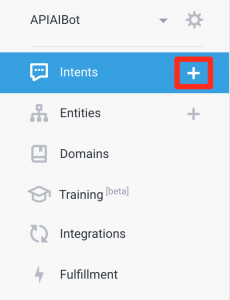 APIAIBot
Intents
Entities
Domains
Training [beta]
Integrations
Fulfillment